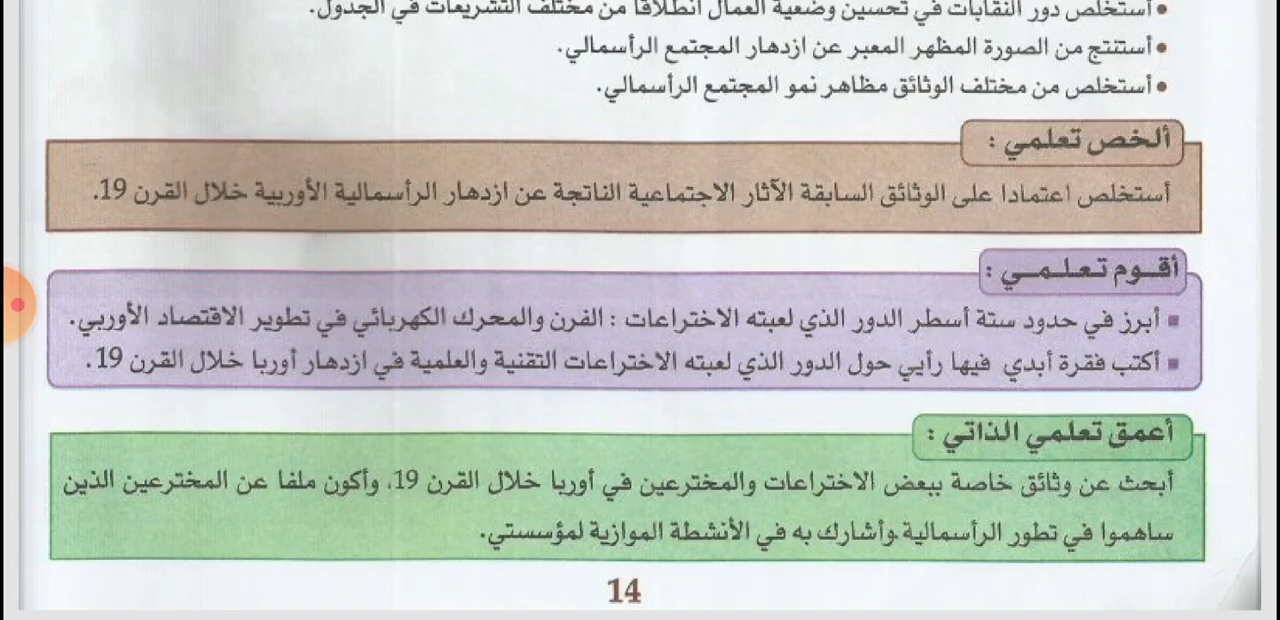 • أستخلص دور النقابات في تحسين وضعية العمال انطلاقا من مختلف التشريعات في الجدول.
• أستنتج من الصورة المظهر المعبر عن ازدهار المجتمع الرأسمالي.
• أستخلص من مختلف الوثائق مظاهر نمو المجتمع الرأسمالي.
ألخص تعلمي :
أستخلص اعتمادا على الوثائق السابقة الآثار الاجتماعية الناتجة عن ازدهار الرأسمالية الأوربية خلال القرن 19.
أقــوم تـعـلـمــي :
■ أبرز في حدود ستة أسطر الدور الذي لعبته الاختراعات : الفرن والمحرك الكهربائي في تطوير الاقتصاد الأوربي.
■ أكتب فقرة أبدي فيها رأيي حول الدور الذي لعبته الاختراعات التقنية والعلمية في ازدهار أوربا خلال القرن 19.
أعمق تعلمي الذاتي :
أبحث عن وثائق خاصة ببعض الاختراعات والمخترعين في أوربا خلال القرن 19، وأكون ملفا عن المخترعين الذين
ساهموا في تطور الرأسمالية وأشارك به في الأنشطة الموازية لمؤسستي.
14